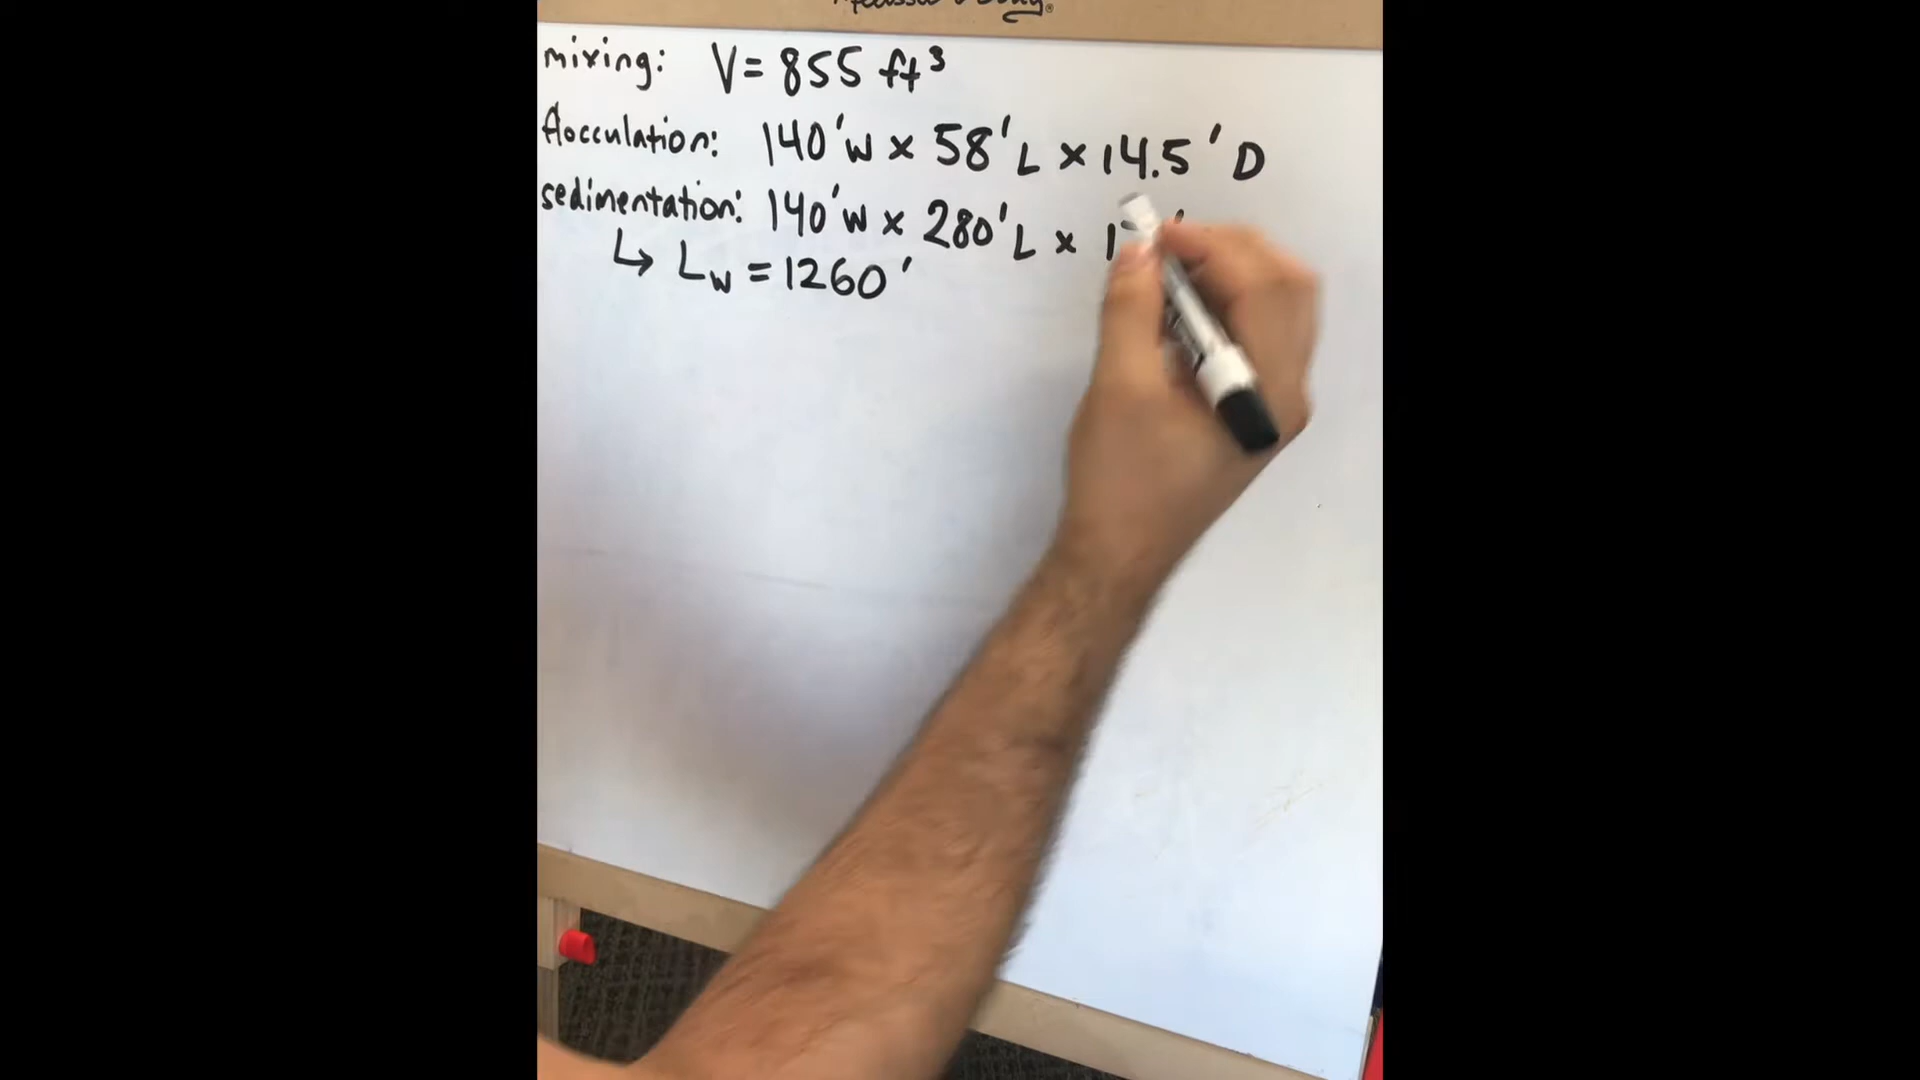 mixing: V = 855 ft³
flocculation: 140'W x 58'L x 14.5'D
sedimentation: 140'W x 280'L x
↳ Lw = 1260'